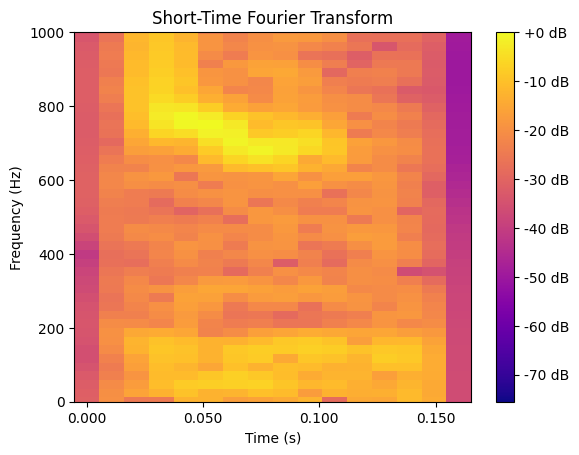 Short-Time Fourier Transform
Frequency (Hz)
1000
800
600
400
200
0
0.000
0.050
0.100
0.150
Time (s)
+0 dB
-10 dB
-20 dB
-30 dB
-40 dB
-50 dB
-60 dB
-70 dB